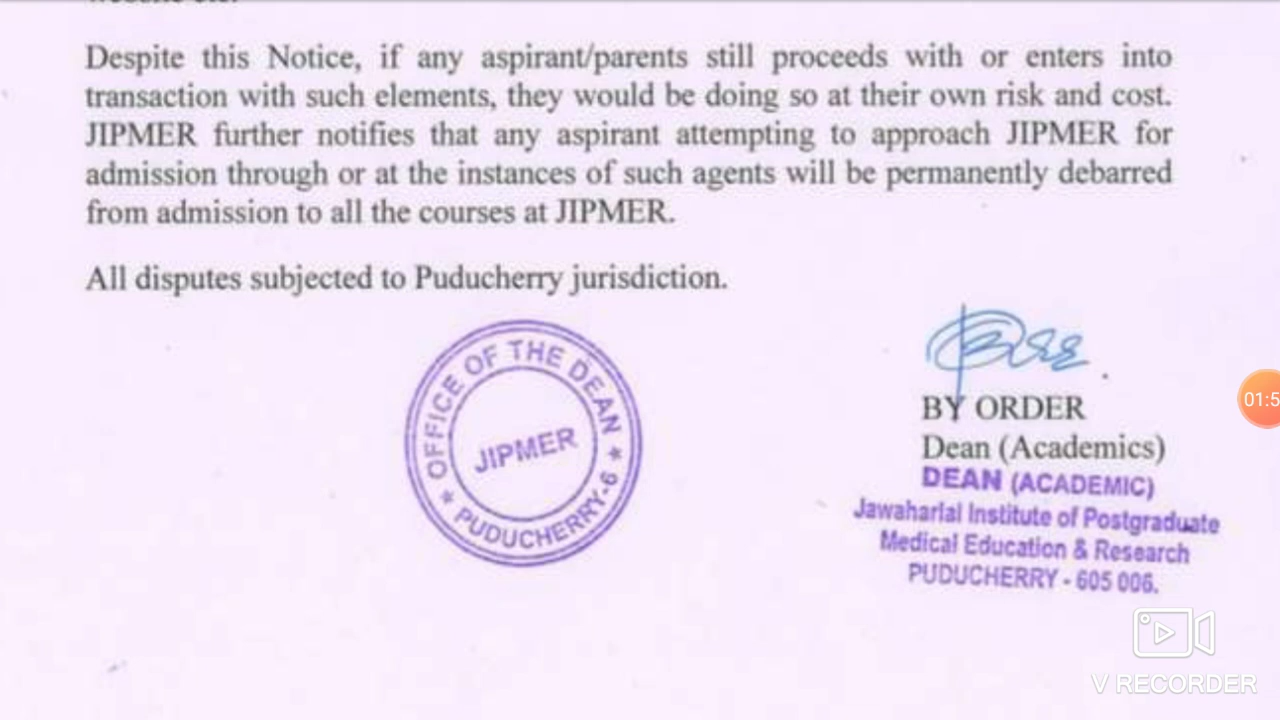 Despite this Notice, if any aspirant/parents still proceeds with or enters into
transaction with such elements, they would be doing so at their own risk and cost.
JIPMER further notifies that any aspirant attempting to approach JIPMER for
admission through or at the instances of such agents will be permanently debarred
from admission to all the courses at JIPMER.
All disputes subjected to Puducherry jurisdiction.
OFFICE OF THE DEAN
JIPMER
★ PUDUCHERRY-6 ★
BY ORDER
Dean (Academics)
DEAN (ACADEMIC)
Jawaharlal Institute of Postgraduate
Medical Education & Research
PUDUCHERRY - 605 006.
01:5
V RECORDER